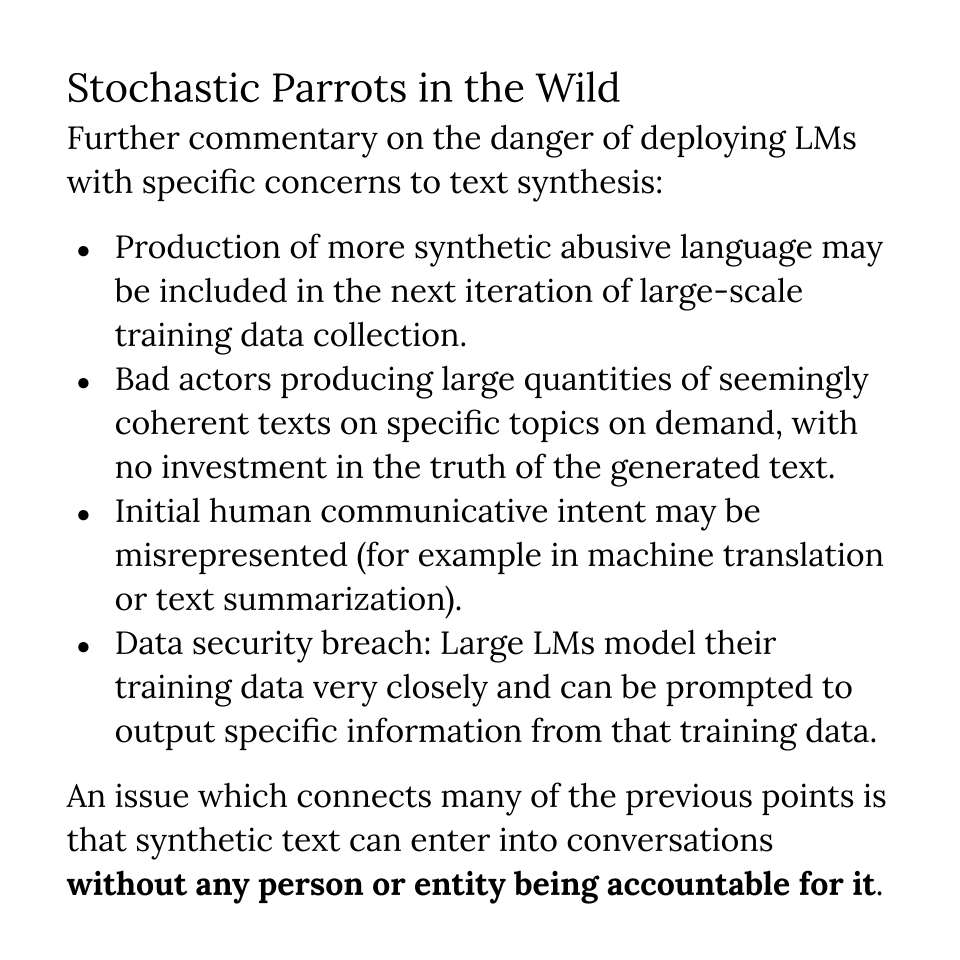 Stochastic Parrots in the Wild
Further commentary on the danger of deploying LMs
with specific concerns to text synthesis:
● Production of more synthetic abusive language may
be included in the next iteration of large-scale
training data collection.
● Bad actors producing large quantities of seemingly
coherent texts on specific topics on demand, with
no investment in the truth of the generated text.
● Initial human communicative intent may be
misrepresented (for example in machine translation
or text summarization).
● Data security breach: Large LMs model their
training data very closely and can be prompted to
output specific information from that training data.
An issue which connects many of the previous points is
that synthetic text can enter into conversations
without any person or entity being accountable for it.